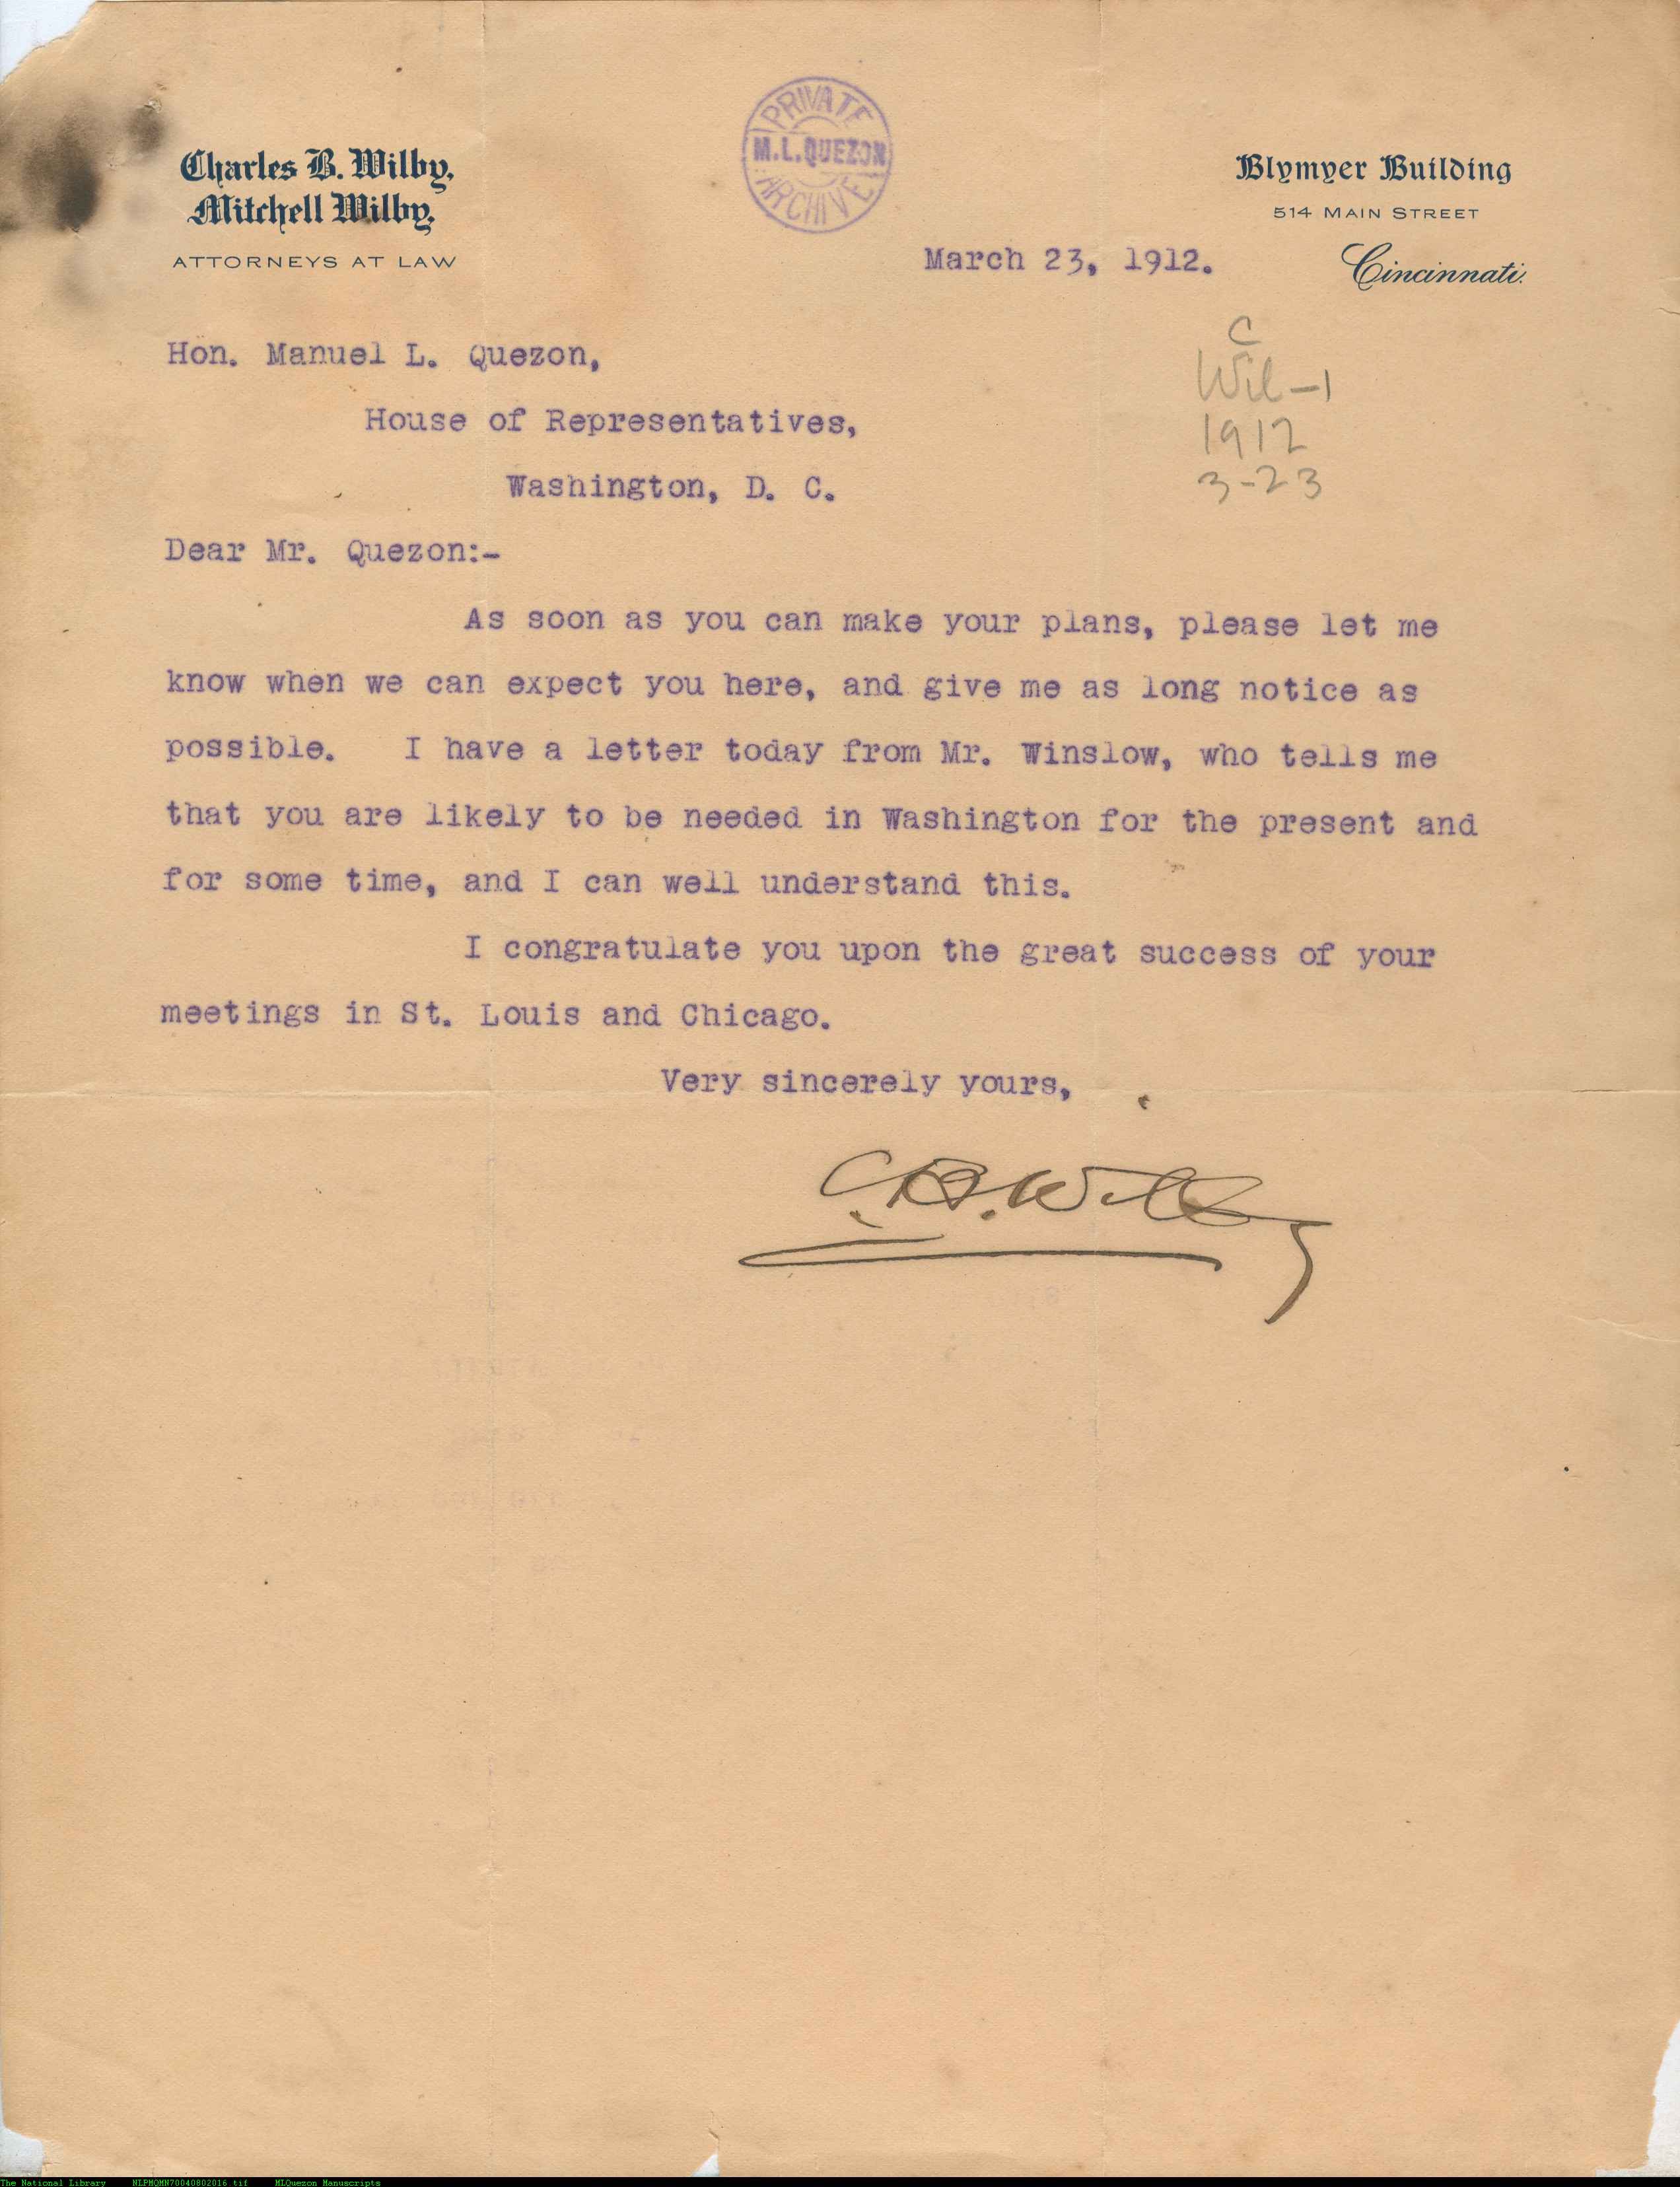 Charles B. Wilby,
Mitchell Wilby,
ATTORNEYS AT LAW
PRIVATE
M.L.QUEZON
ARCHIVE
Blymyer Building
514 MAIN STREET
Cincinnati.
March 23, 1912.
C
Wil-1
1912
3-23
Hon. Manuel L. Quezon,
House of Representatives,
Washington, D. C.
Dear Mr. Quezon:-
As soon as you can make your plans, please let me
know when we can expect you here, and give me as long notice as
possible. I have a letter today from Mr. Winslow, who tells me
that you are likely to be needed in Washington for the present and
for some time, and I can well understand this.
I congratulate you upon the great success of your
meetings in St. Louis and Chicago.
Very sincerely yours,
C.B.Wilby
The National Library NLPMQMN70040802016.tif MLQuezon Manuscripts